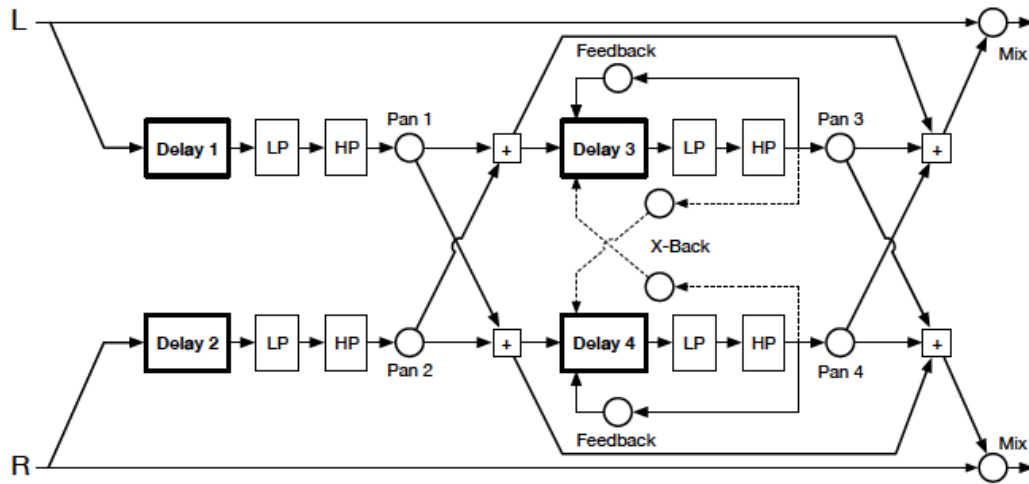 L
Mix
Feedback
Pan 1
Pan 3
Delay 1
LP
HP
+
Delay 3
LP
HP
+
X-Back
Delay 2
LP
HP
+
Delay 4
LP
HP
+
Pan 2
Pan 4
Feedback
Mix
R